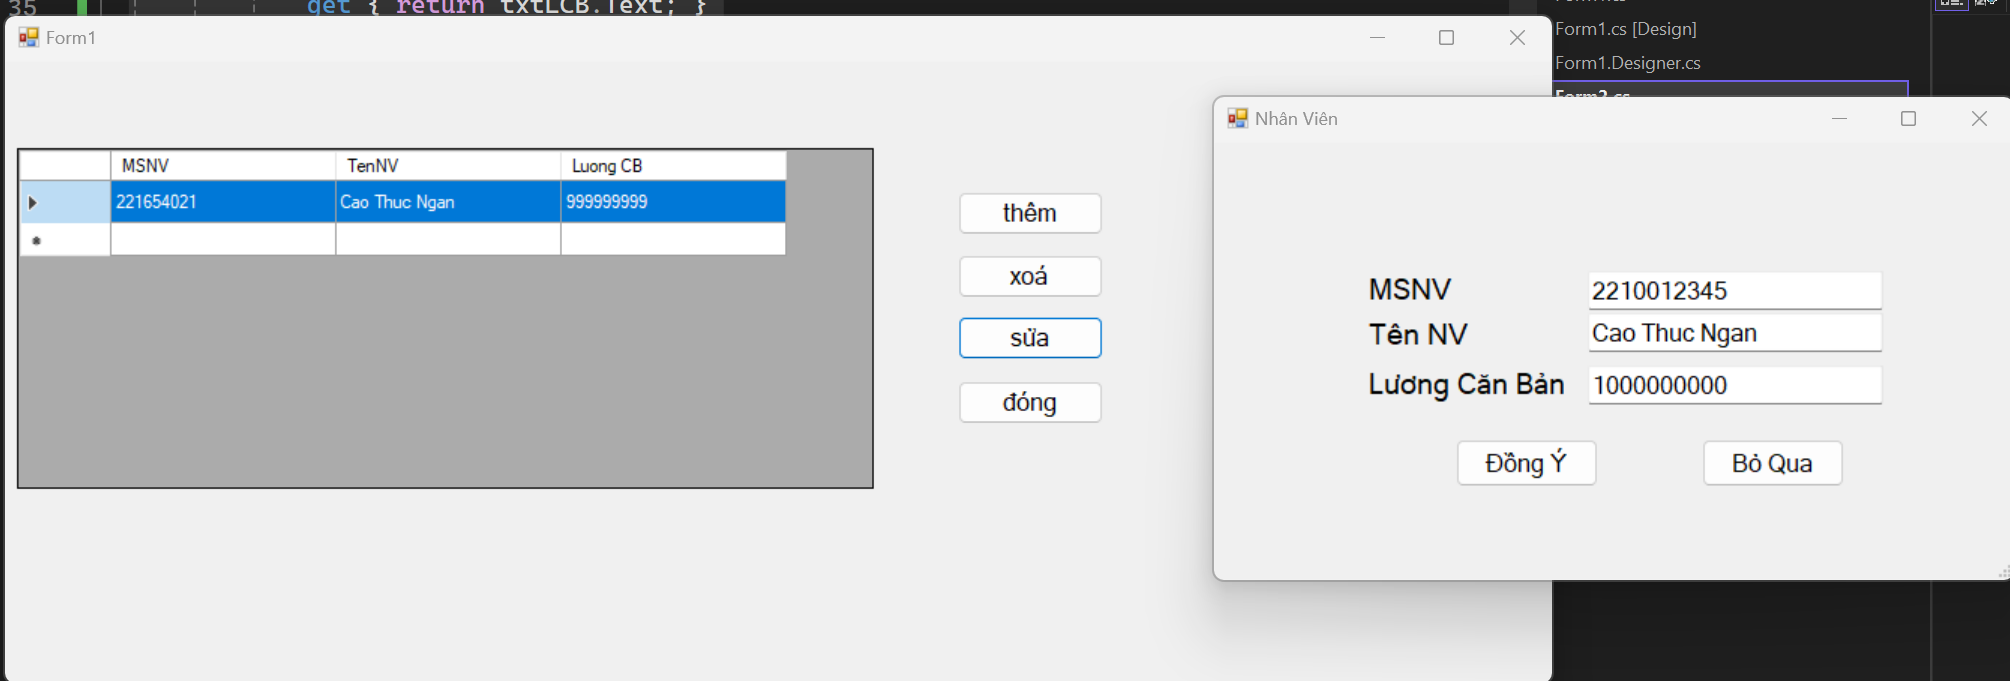 35
get { return txtLCB.Text; }
Form1
Form1.cs [Design]
Form1.Designer.cs
Form2.cs
MSNV TenNV Luong CB
221654021 Cao Thuc Ngan 999999999
thêm
xoá
sửa
đóng
Nhân Viên
MSNV 2210012345
Tên NV Cao Thuc Ngan
Lương Căn Bản 1000000000
Đồng Ý Bỏ Qua